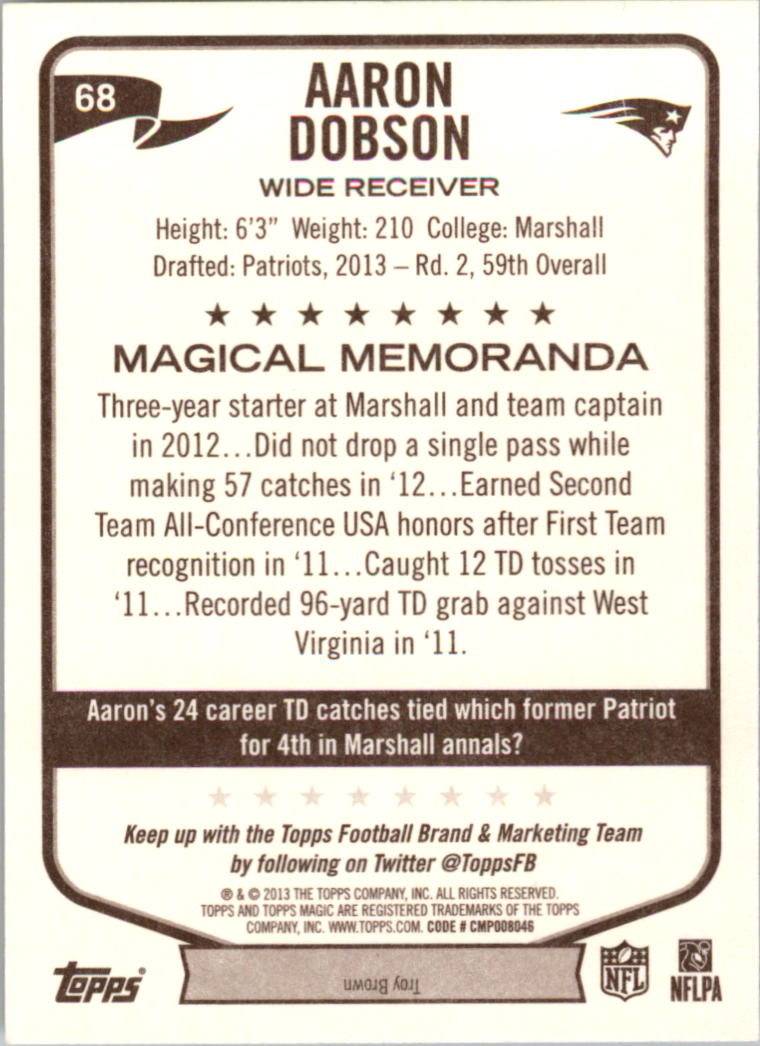 68
AARON
DOBSON
WIDE RECEIVER
Height: 6’3” Weight: 210 College: Marshall
Drafted: Patriots, 2013 – Rd. 2, 59th Overall
MAGICAL MEMORANDA
Three-year starter at Marshall and team captain
in 2012...Did not drop a single pass while
making 57 catches in ‘12...Earned Second
Team All-Conference USA honors after First Team
recognition in ‘11...Caught 12 TD tosses in
‘11...Recorded 96-yard TD grab against West
Virginia in ‘11.
Aaron’s 24 career TD catches tied which former Patriot
for 4th in Marshall annals?
Keep up with the Topps Football Brand & Marketing Team
by following on Twitter @ToppsFB
® & © 2013 THE TOPPS COMPANY, INC. ALL RIGHTS RESERVED.
TOPPS AND TOPPS MAGIC ARE REGISTERED TRADEMARKS OF THE TOPPS
COMPANY, INC. WWW.TOPPS.COM. CODE # CMP008046
Topps®
Troy Brown
NFL
NFLPA